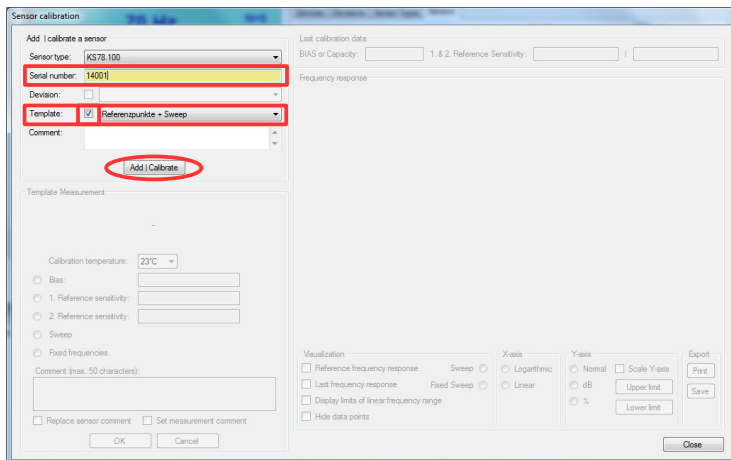 Sensor calibration
70 Hz
Add | calibrate a sensor
Sensor type: KS78.100
Serial number: 14001
Devision:
Template: Referenzpunkte + Sweep
Comment:
Add | Calibrate
Template Measurement
–
Calibration temperature: 23°C
Bias:
1. Reference sensitivity:
2. Reference sensitivity:
Sweep
Fixed frequencies
Comment (max. 50 characters):
Replace sensor comment Set measurement comment
OK Cancel
Last calibration data
BIAS or Capacity: 1. & 2. Reference Sensitivity: |
Frequency response
Visualization
Reference frequency response Sweep
Last frequency response Fixed Sweep
Display limits of linear frequency range
Hide data points
X-axis
Logarithmic
Linear
Y-axis
Normal Scale Y-axis
dB Upper limit
% Lower limit
Export
Print
Save
Close